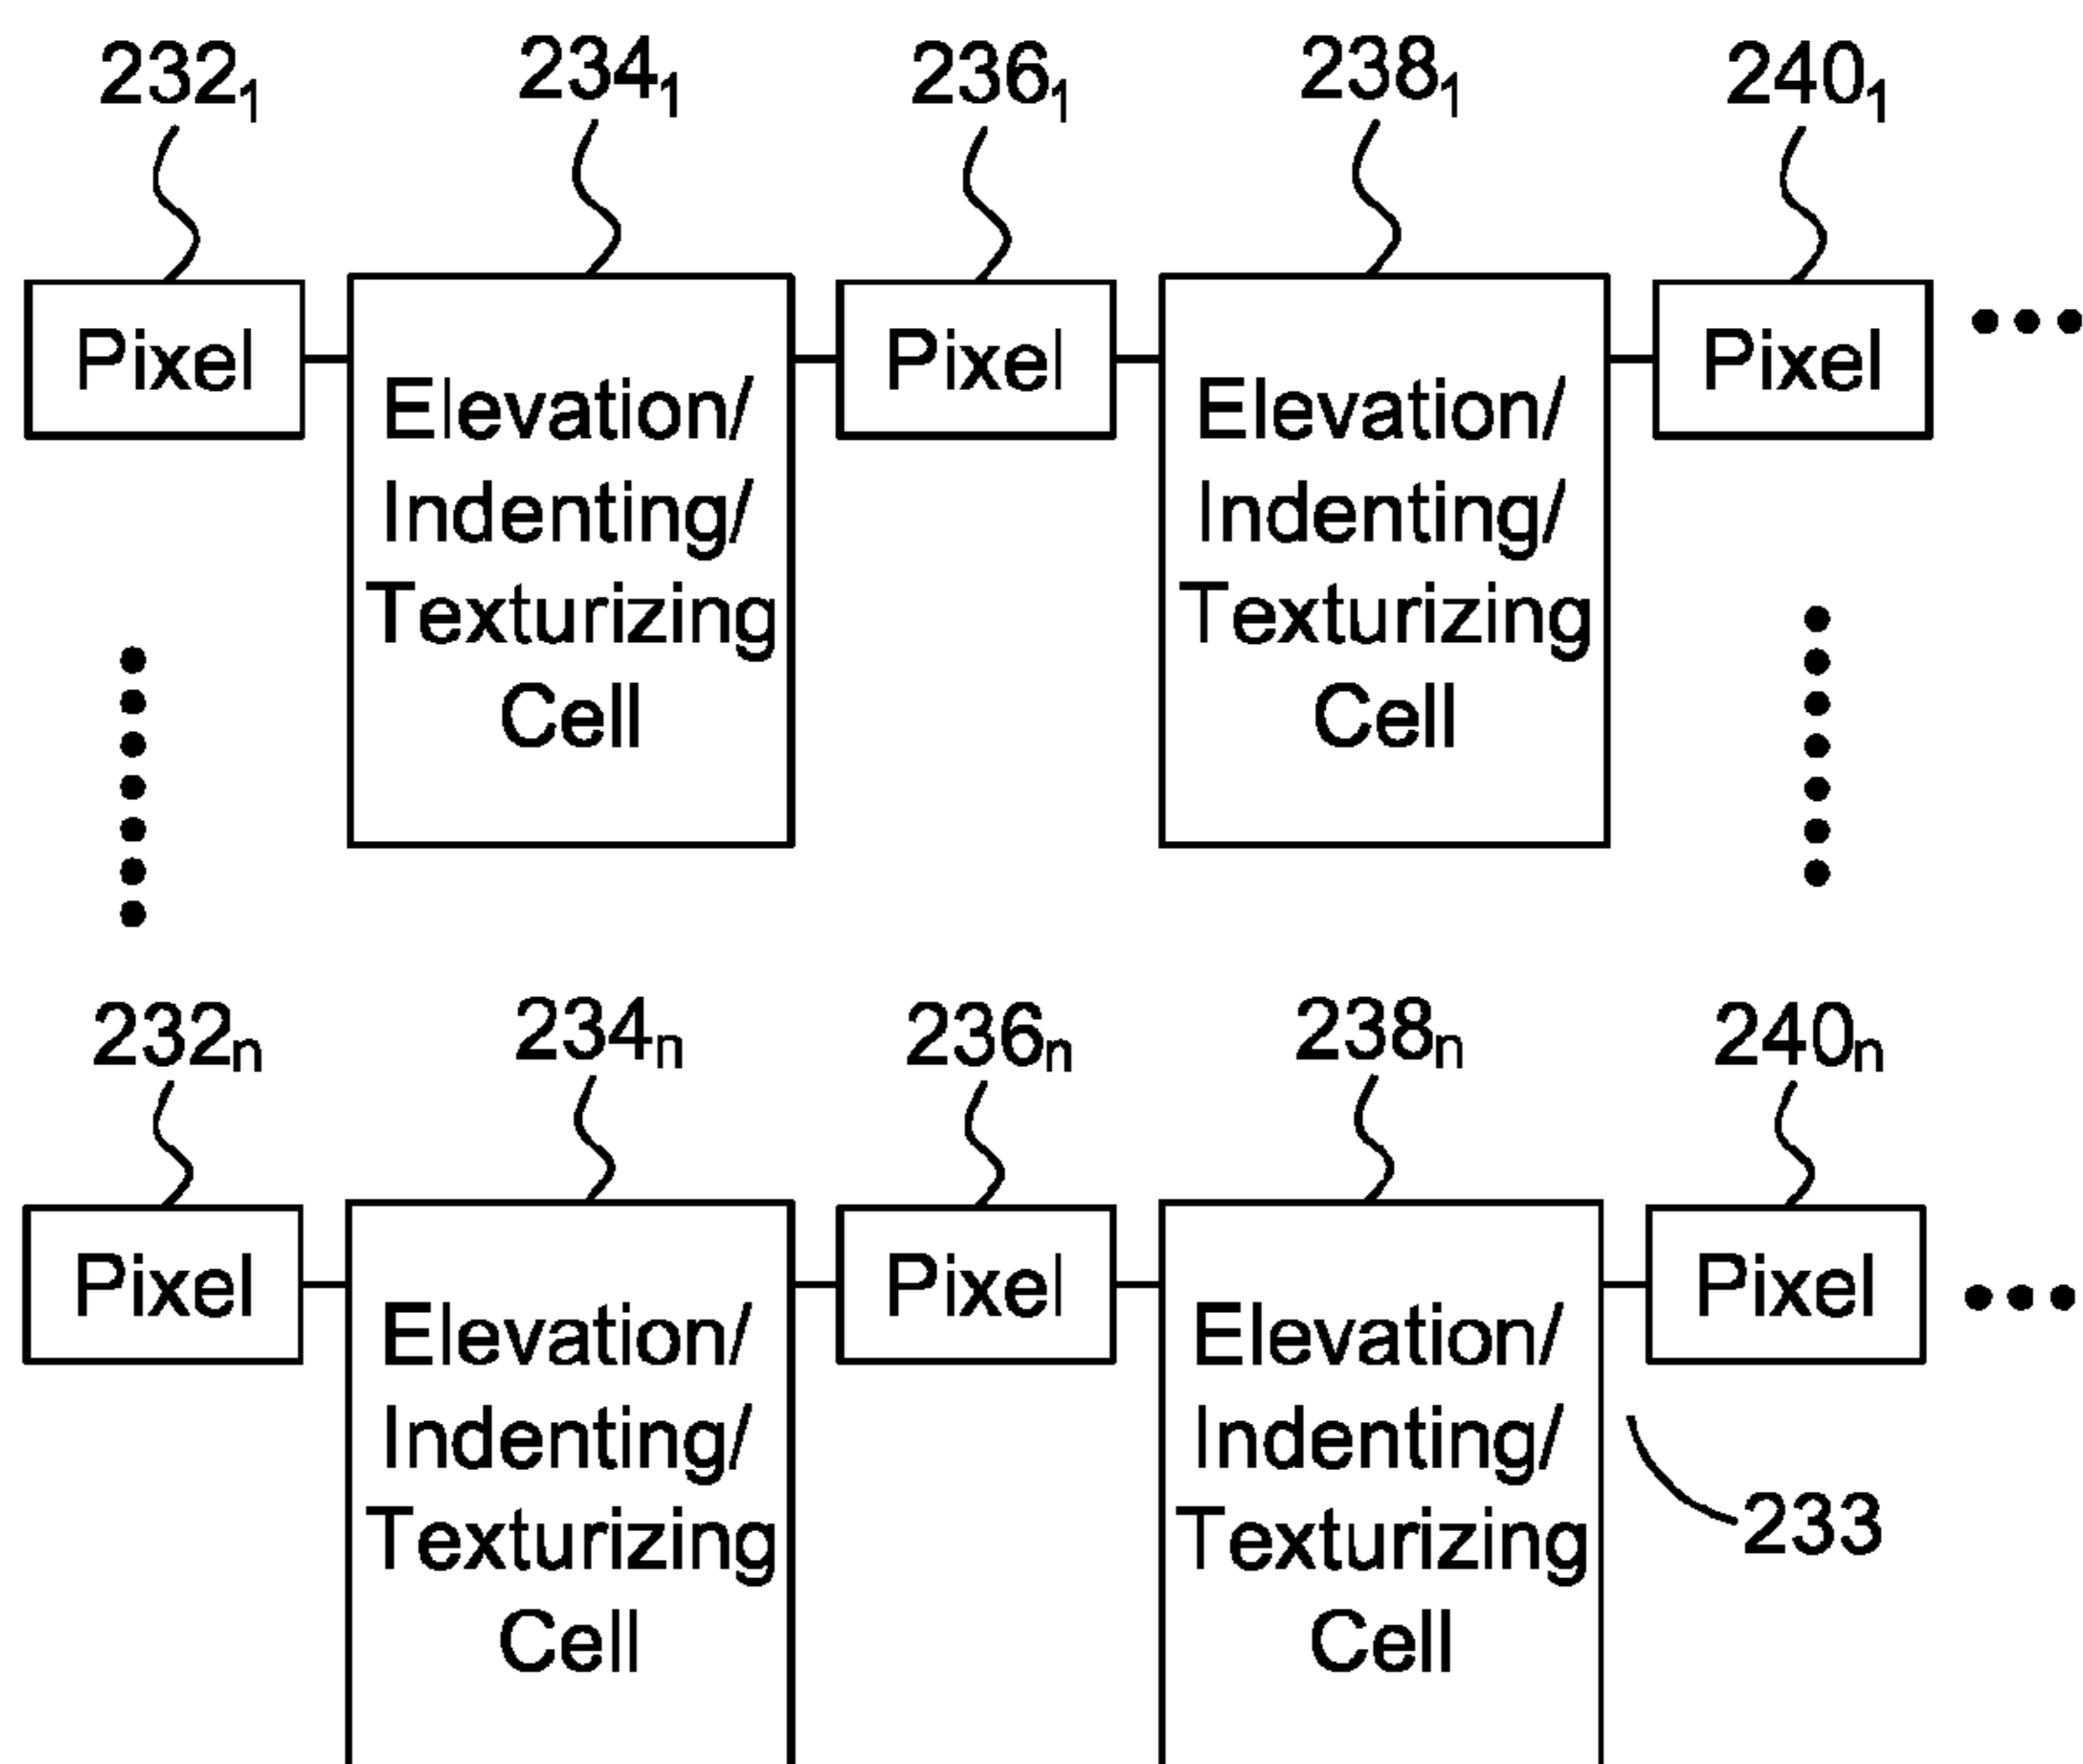 232₁ 234₁ 236₁ 238₁ 240₁
Pixel
Elevation/
Indenting/
Texturizing
Cell
Pixel
Elevation/
Indenting/
Texturizing
Cell
Pixel
232ₙ 234ₙ 236ₙ 238ₙ 240ₙ
Pixel
Elevation/
Indenting/
Texturizing
Cell
Pixel
Elevation/
Indenting/
Texturizing
Cell
Pixel
233